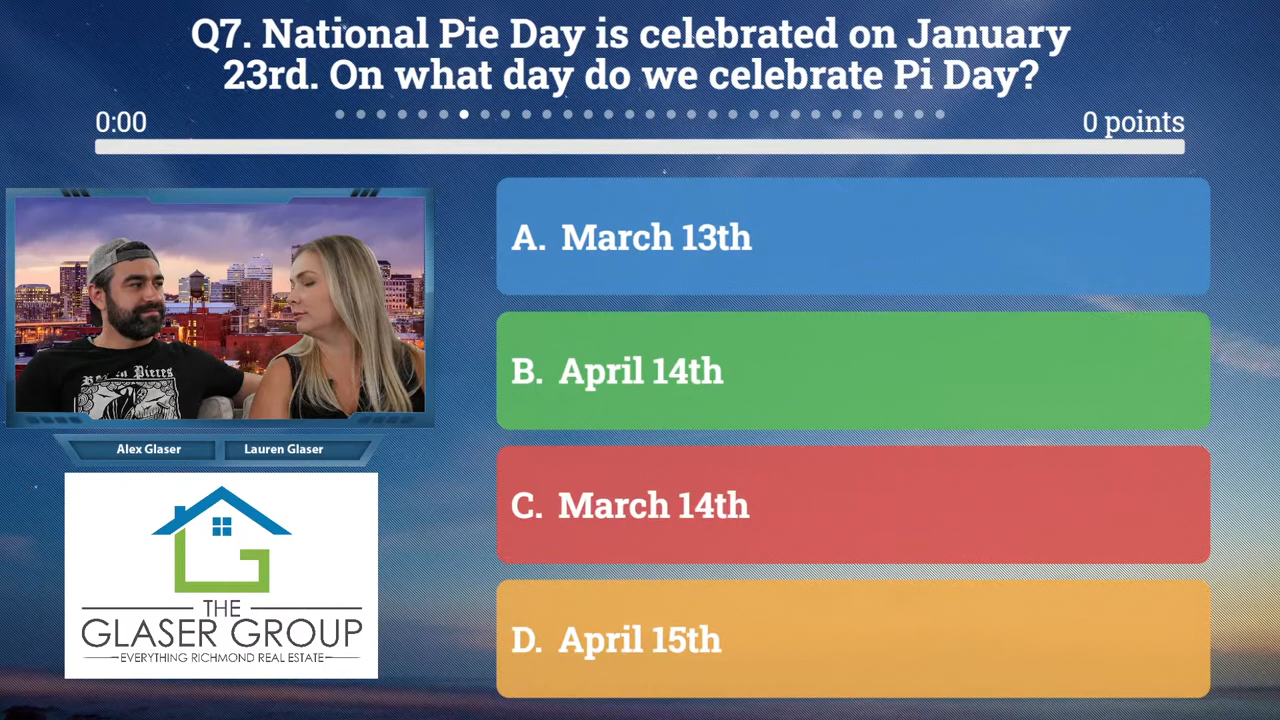 Q7. National Pie Day is celebrated on January
23rd. On what day do we celebrate Pi Day?
0:00
0 points
A. March 13th
B. April 14th
C. March 14th
D. April 15th
Alex Glaser
Lauren Glaser
THE
GLASER GROUP
EVERYTHING RICHMOND REAL ESTATE